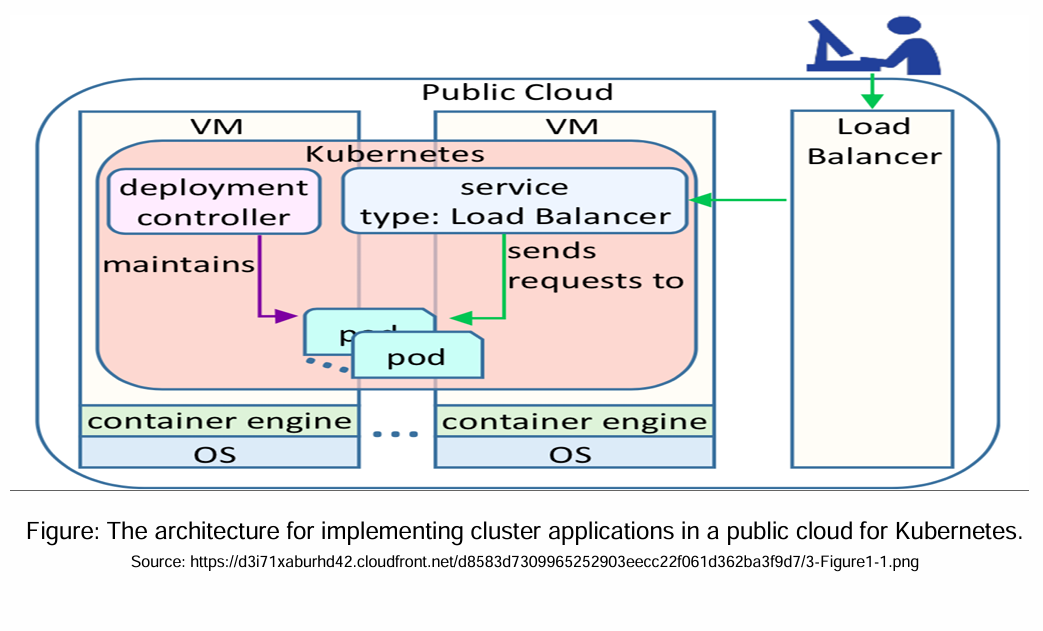 Public Cloud
VM
VM
Load
Balancer
Kubernetes
deployment
controller
service
type: Load Balancer
maintains
sends
requests to
pod
pod
container engine
container engine
OS
OS
Figure: The architecture for implementing cluster applications in a public cloud for Kubernetes.
Source: https://d3i71xaburhd42.cloudfront.net/d8583d7309965252903eecc22f061d362ba3f9d7/3-Figure1-1.png